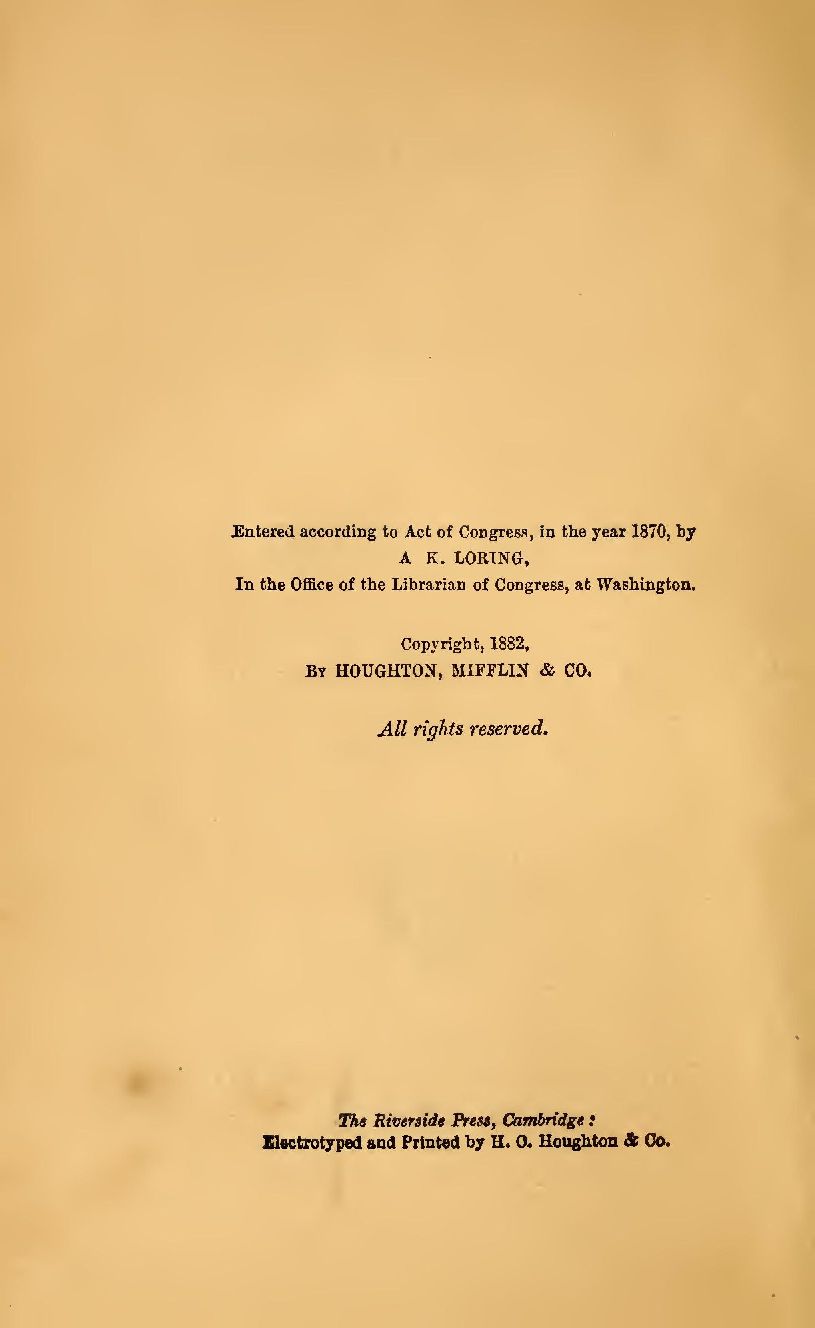 Entered according to Act of Congress, in the year 1870, by
A K. LORING,
In the Office of the Librarian of Congress, at Washington.
Copyright, 1882,
BY HOUGHTON, MIFFLIN & CO.
All rights reserved.
The Riverside Press, Cambridge:
Electrotyped and Printed by H. O. Houghton & Co.